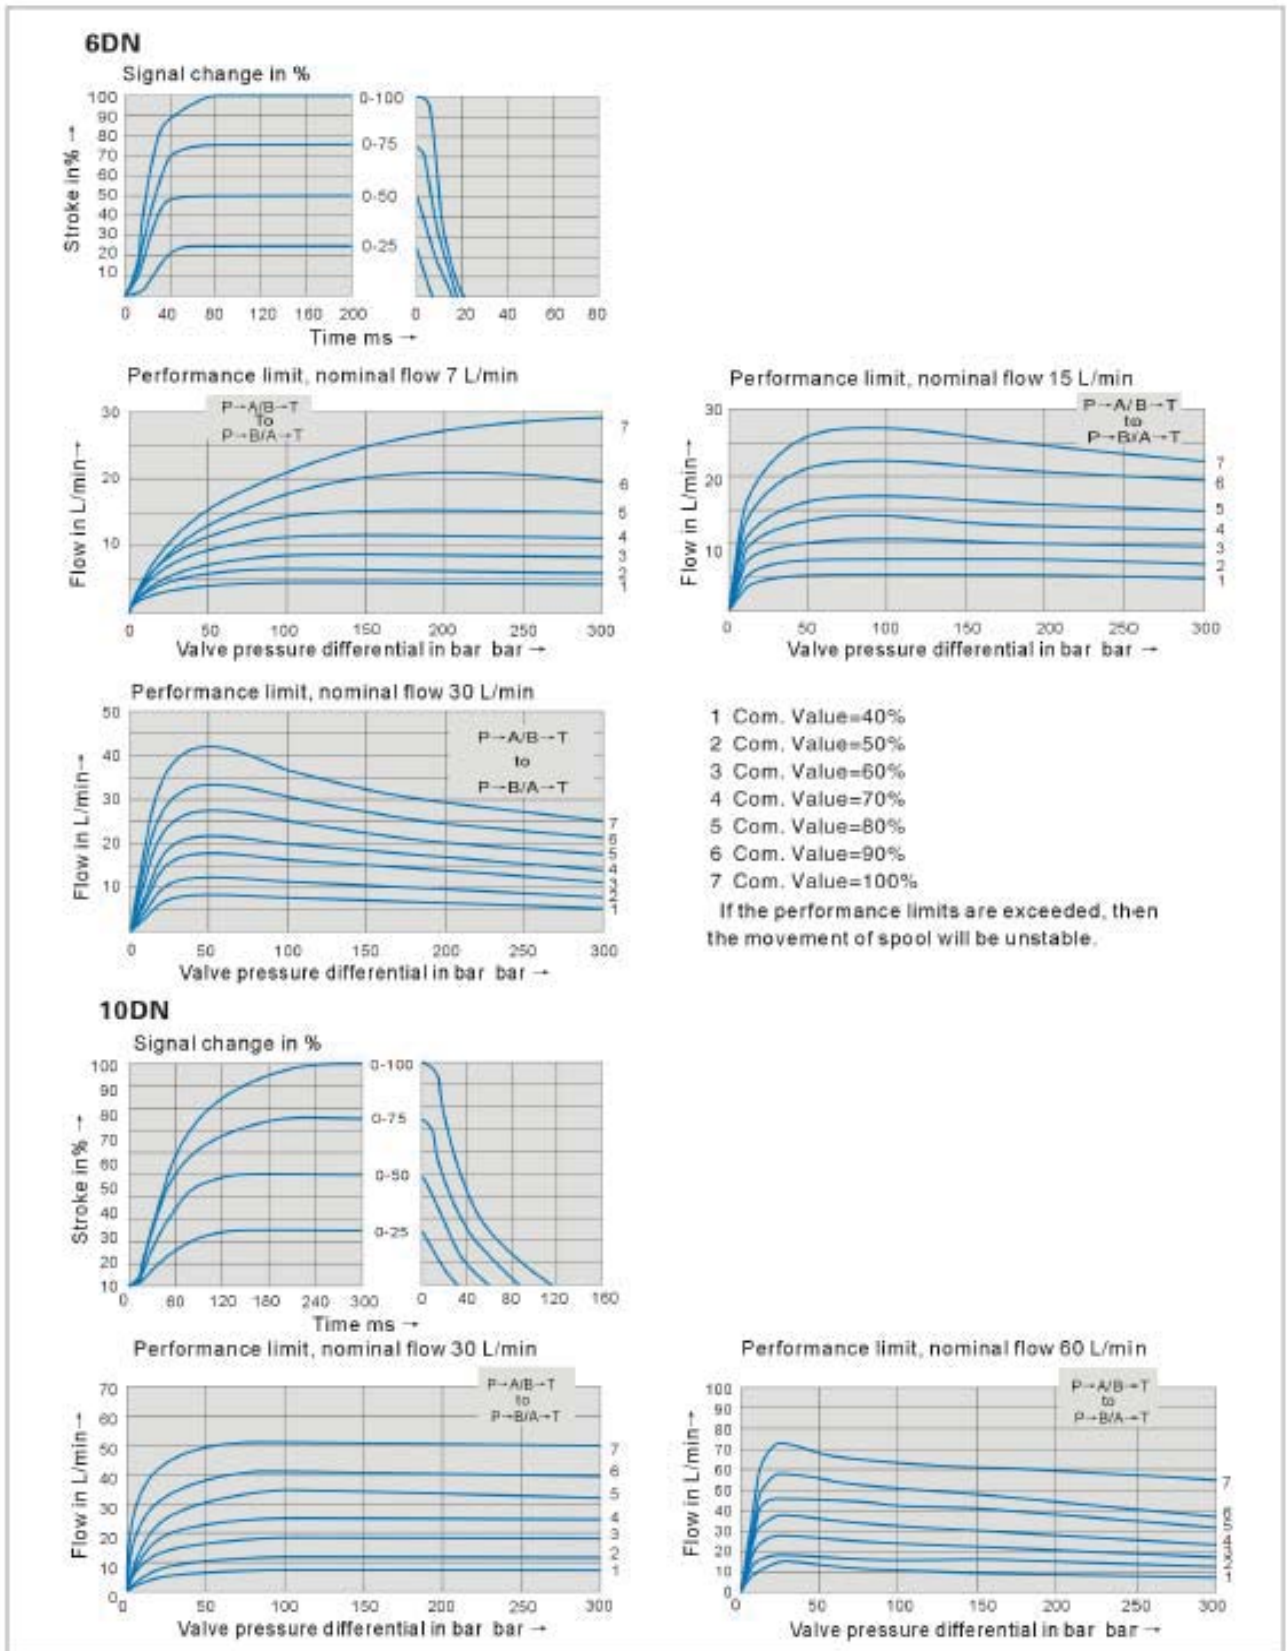 6DN
Signal change in %
100
90
80
70
60
50
40
30
20
10
Stroke in% →
0-100
0-75
0-50
0-25
0 40 80 120 160 200
0 20 40 60 80
Time ms →
Performance limit, nominal flow 7 L/min
P→A/B→T
To
P→B/A→T
30
20
10
Flow in L/min→
7
6
5
4
3
2
1
0 50 100 150 200 250 300
Valve pressure differential in bar bar →
Performance limit, nominal flow 15 L/min
P→A/B→T
to
P→B/A→T
30
20
10
Flow in L/min→
7
6
5
4
3
2
1
0 50 100 150 200 250 300
Valve pressure differential in bar bar →
Performance limit, nominal flow 30 L/min
P→A/B→T
to
P→B/A→T
50
40
30
20
10
Flow in L/min→
7
6
5
4
3
2
1
0 50 100 150 200 250 300
Valve pressure differential in bar bar →
1 Com. Value=40%
2 Com. Value=50%
3 Com. Value=60%
4 Com. Value=70%
5 Com. Value=80%
6 Com. Value=90%
7 Com. Value=100%
If the performance limits are exceeded, then
the movement of spool will be unstable.
10DN
Signal change in %
100
90
80
70
60
50
40
30
20
10
Stroke in% →
0-100
0-75
0-50
0-25
0 60 120 180 240 300
0 40 80 120 160
Time ms →
Performance limit, nominal flow 30 L/min
P→A/B→T
to
P→B/A→T
70
60
50
40
30
20
10
0
Flow in L/min→
7
6
5
4
3
2
1
0 50 100 150 200 250 300
Valve pressure differential in bar bar →
Performance limit, nominal flow 60 L/min
P→A/B→T
to
P→B/A→T
100
90
80
70
60
50
40
30
20
10
0
Flow in L/min→
7
6
5
4
3
2
1
0 50 100 150 200 250 300
Valve pressure differential in bar bar →